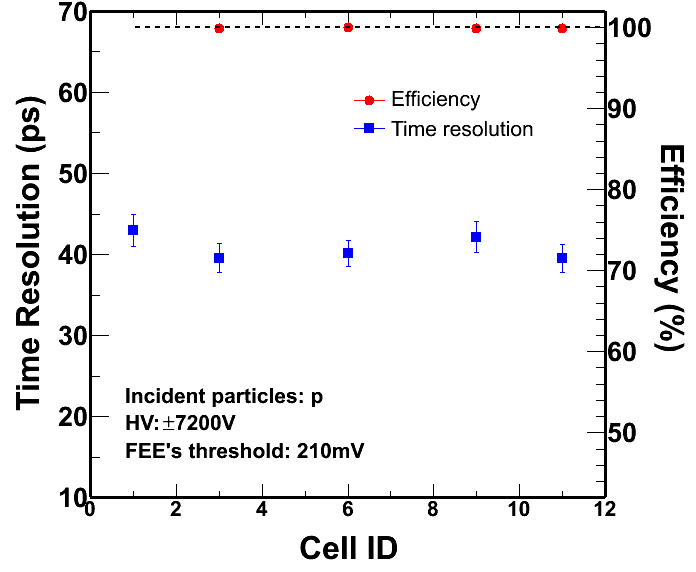 70
60
50
40
30
20
10
Time Resolution (ps)
100
90
80
70
60
50
Efficiency (%)
Efficiency
Time resolution
Incident particles: p
HV: ±7200V
FEE's threshold: 210mV
0 2 4 6 8 10 12
Cell ID